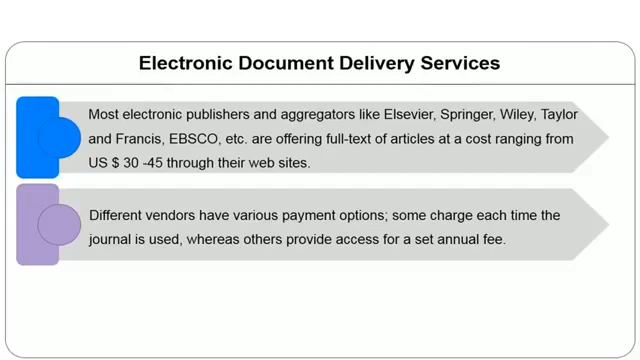 Electronic Document Delivery Services
Most electronic publishers and aggregators like Elsevier, Springer, Wiley, Taylor
and Francis, EBSCO, etc. are offering full-text of articles at a cost ranging from
US $ 30 -45 through their web sites.
Different vendors have various payment options; some charge each time the
journal is used, whereas others provide access for a set annual fee.